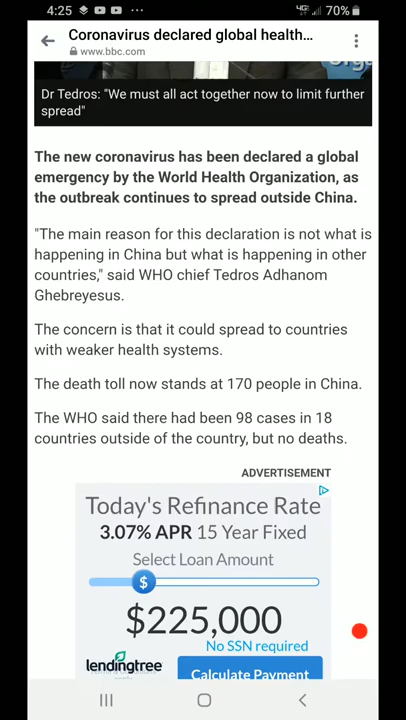 4:25 70%
Coronavirus declared global health...
www.bbc.com
Dr Tedros: "We must all act together now to limit further
spread"
The new coronavirus has been declared a global
emergency by the World Health Organization, as
the outbreak continues to spread outside China.
"The main reason for this declaration is not what is
happening in China but what is happening in other
countries," said WHO chief Tedros Adhanom
Ghebreyesus.
The concern is that it could spread to countries
with weaker health systems.
The death toll now stands at 170 people in China.
The WHO said there had been 98 cases in 18
countries outside of the country, but no deaths.
ADVERTISEMENT
Today's Refinance Rate
3.07% APR 15 Year Fixed
Select Loan Amount
$
$225,000
No SSN required
lendingtree
Calculate Payment